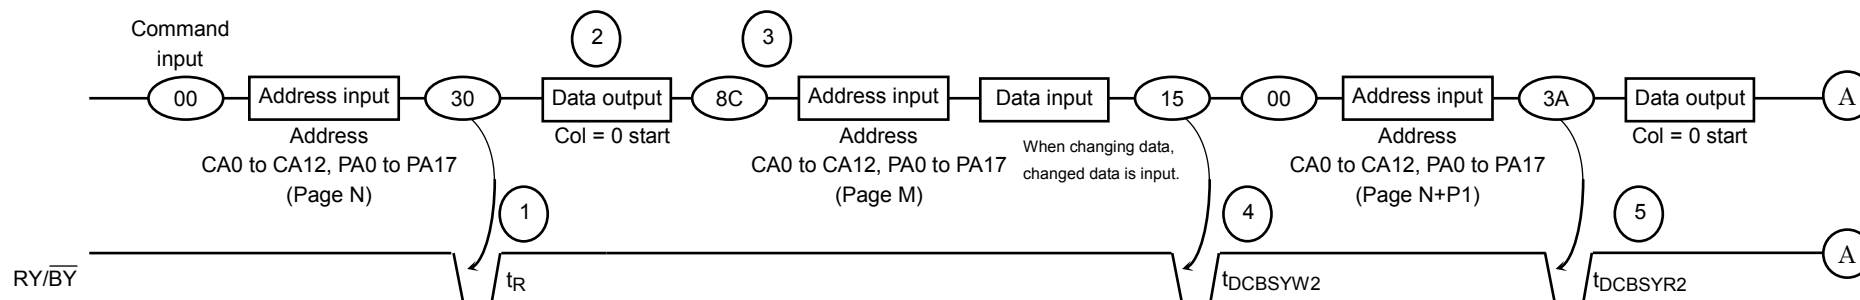 Command
input
2
3
00
Address input
30
Data output
8C
Address input
Data input
15
00
Address input
3A
Data output
A
Address
CA0 to CA12, PA0 to PA17
(Page N)
Col = 0 start
Address
CA0 to CA12, PA0 to PA17
(Page M)
When changing data,
changed data is input.
Address
CA0 to CA12, PA0 to PA17
(Page N+P1)
Col = 0 start
1
4
5
RY/BY
tR
tDCBSYW2
tDCBSYR2
A